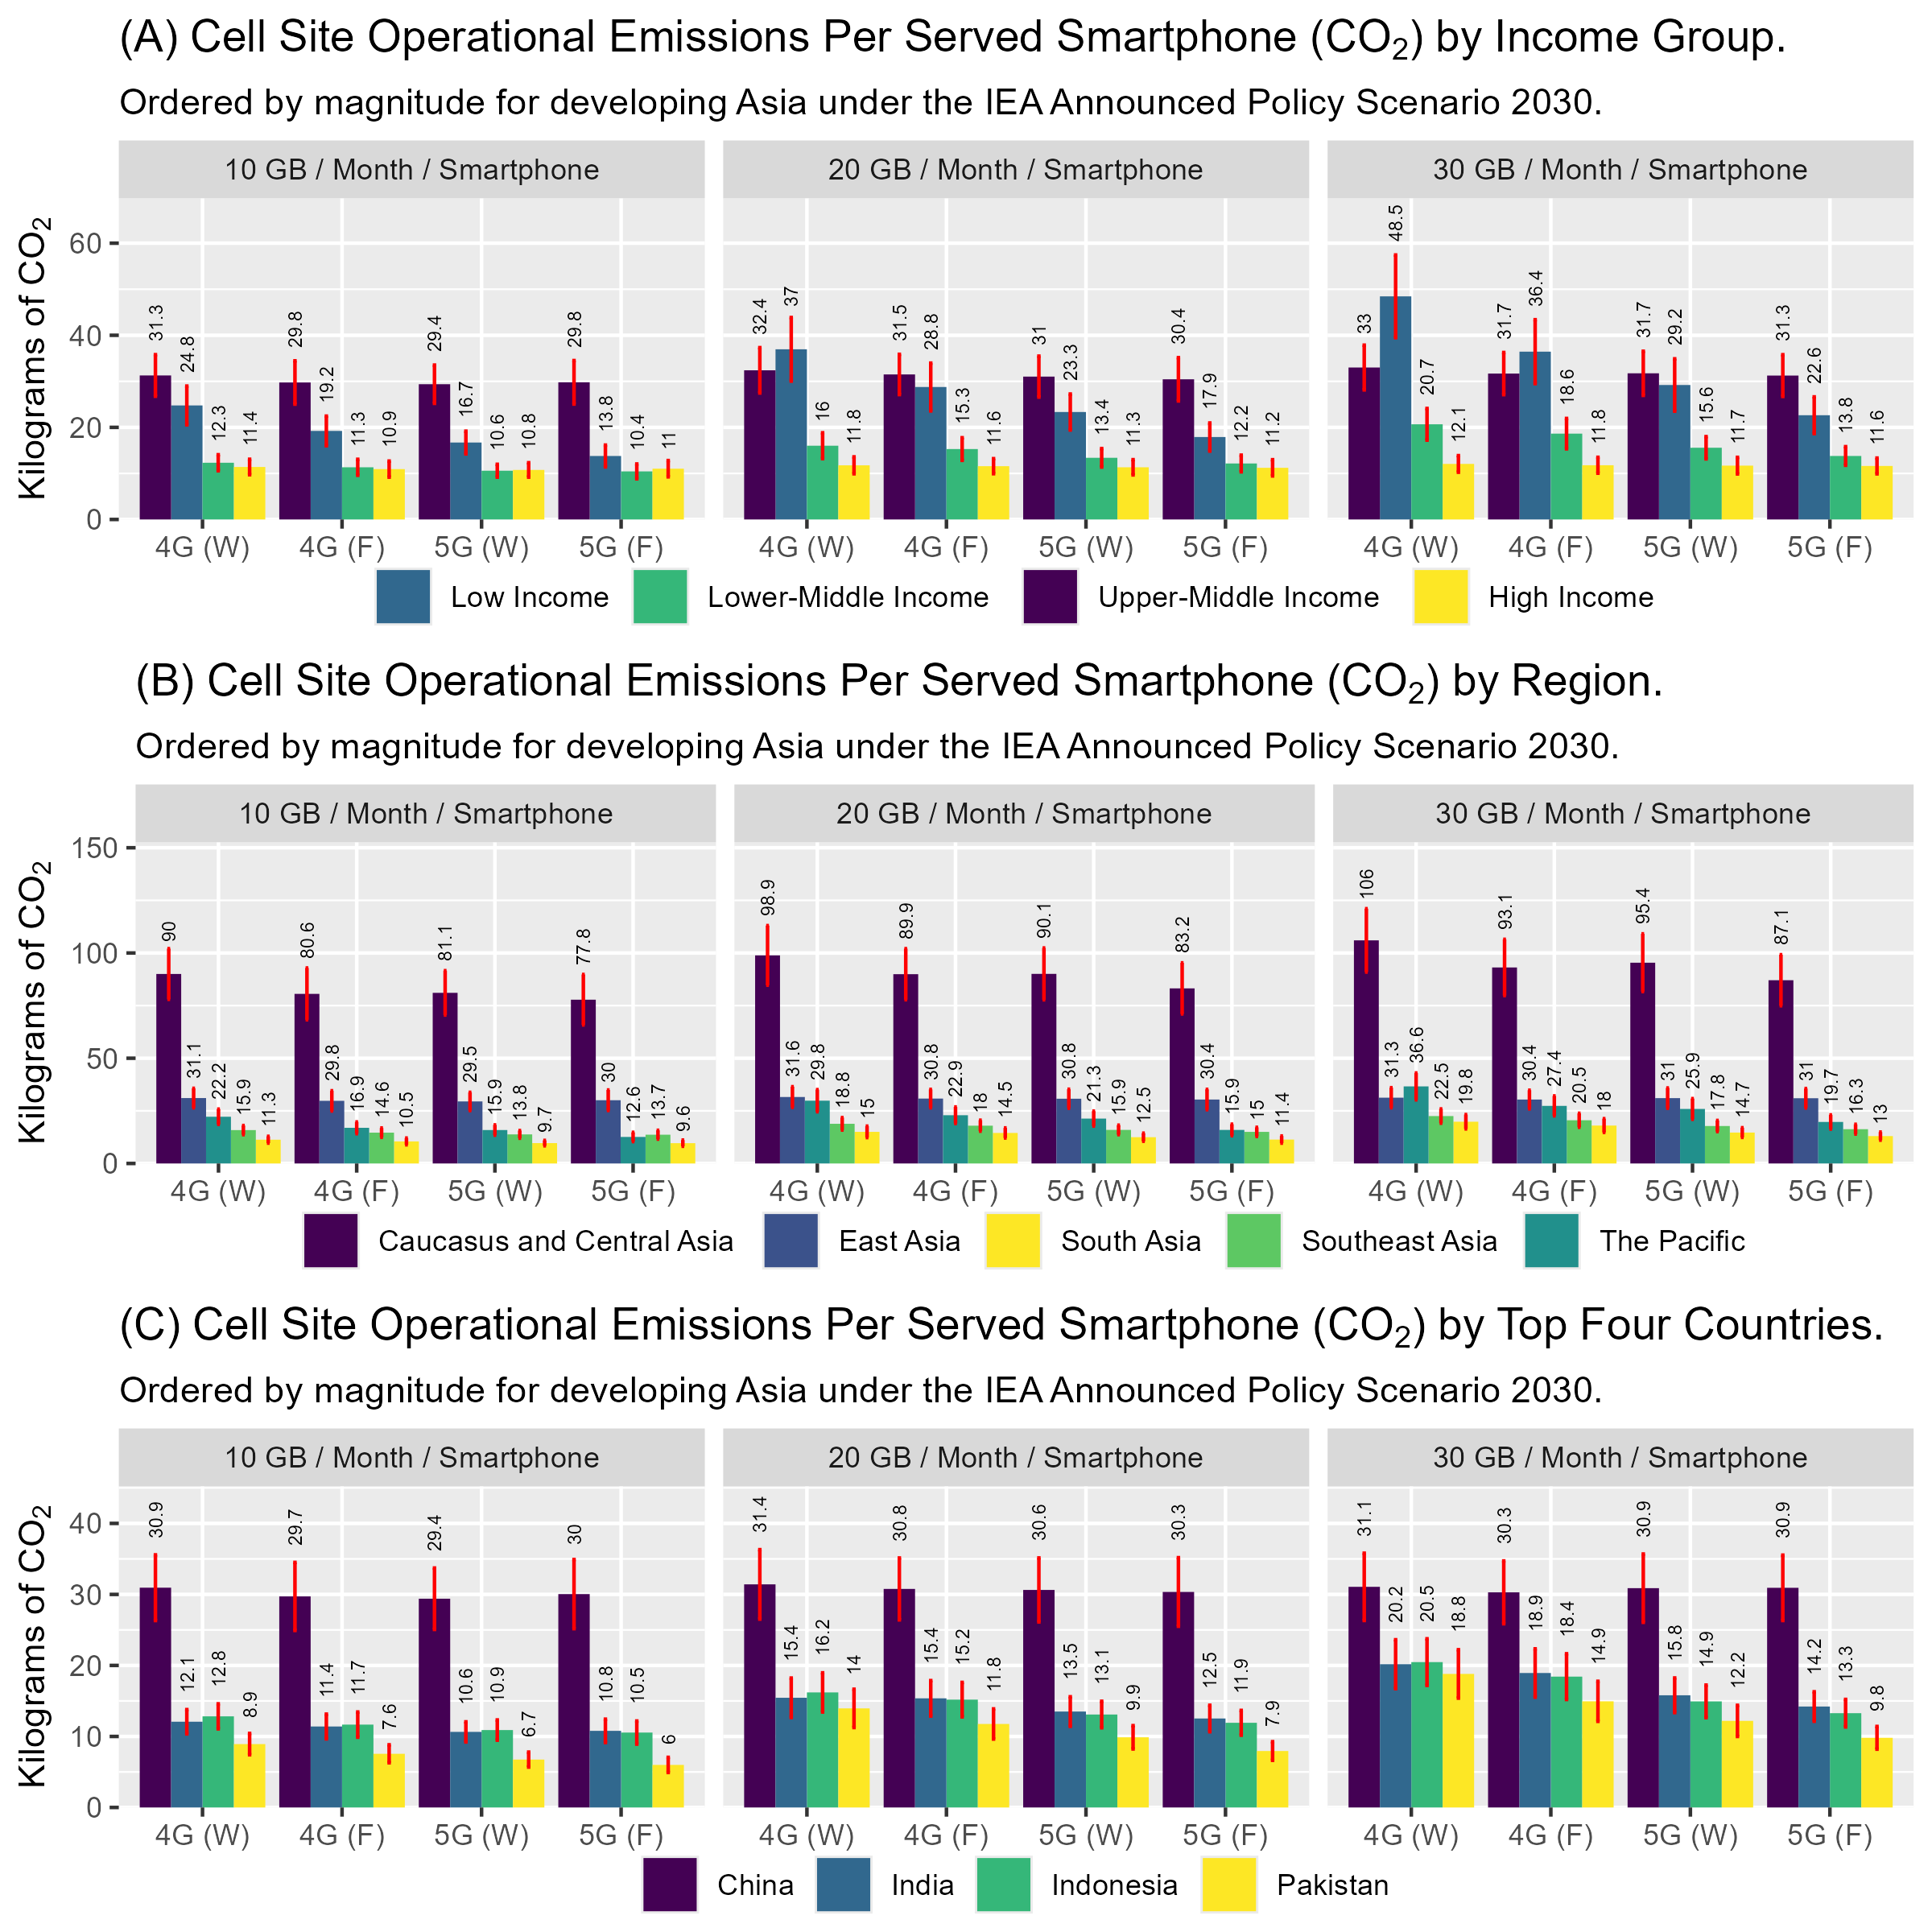 (A) Cell Site Operational Emissions Per Served Smartphone (CO₂) by Income Group.
Ordered by magnitude for developing Asia under the IEA Announced Policy Scenario 2030.
10 GB / Month / Smartphone
20 GB / Month / Smartphone
30 GB / Month / Smartphone
Kilograms of CO₂
60
40
20
0
31.3 24.8 12.3 11.4
29.8 19.2 11.3 10.9
29.4 16.7 10.6 10.8
29.8 13.8 10.4 11
32.4 37 16 11.8
31.5 28.8 15.3 11.6
31 23.3 13.4 11.3
30.4 17.9 12.2 11.2
33 48.5 20.7 12.1
31.7 36.4 18.6 11.8
31.7 29.2 15.6 11.7
31.3 22.6 13.8 11.6
4G (W) 4G (F) 5G (W) 5G (F)
4G (W) 4G (F) 5G (W) 5G (F)
4G (W) 4G (F) 5G (W) 5G (F)
Low Income Lower-Middle Income Upper-Middle Income High Income
(B) Cell Site Operational Emissions Per Served Smartphone (CO₂) by Region.
Ordered by magnitude for developing Asia under the IEA Announced Policy Scenario 2030.
10 GB / Month / Smartphone
20 GB / Month / Smartphone
30 GB / Month / Smartphone
Kilograms of CO₂
150
100
50
0
90 31.1 22.2 15.9 11.3
80.6 29.8 16.9 14.6 10.5
81.1 29.5 15.9 13.8 9.7
77.8 30 12.6 13.7 9.6
98.9 31.6 29.8 18.8 15
89.9 30.8 22.9 18 14.5
90.1 30.8 21.3 15.9 12.5
83.2 30.4 15.9 15 11.4
106 31.3 36.6 22.5 19.8
93.1 30.4 27.4 20.5 18
95.4 31 25.9 17.8 14.7
87.1 31 19.7 16.3 13
4G (W) 4G (F) 5G (W) 5G (F)
4G (W) 4G (F) 5G (W) 5G (F)
4G (W) 4G (F) 5G (W) 5G (F)
Caucasus and Central Asia East Asia South Asia Southeast Asia The Pacific
(C) Cell Site Operational Emissions Per Served Smartphone (CO₂) by Top Four Countries.
Ordered by magnitude for developing Asia under the IEA Announced Policy Scenario 2030.
10 GB / Month / Smartphone
20 GB / Month / Smartphone
30 GB / Month / Smartphone
Kilograms of CO₂
40
30
20
10
0
30.9 12.1 12.8 8.9
29.7 11.4 11.7 7.6
29.4 10.6 10.9 6.7
30 10.8 10.5 6
31.4 15.4 16.2 14
30.8 15.4 15.2 11.8
30.6 13.5 13.1 9.9
30.3 12.5 11.9 7.9
31.1 20.2 20.5 18.8
30.3 18.9 18.4 14.9
30.9 15.8 14.9 12.2
30.9 14.2 13.3 9.8
4G (W) 4G (F) 5G (W) 5G (F)
4G (W) 4G (F) 5G (W) 5G (F)
4G (W) 4G (F) 5G (W) 5G (F)
China India Indonesia Pakistan